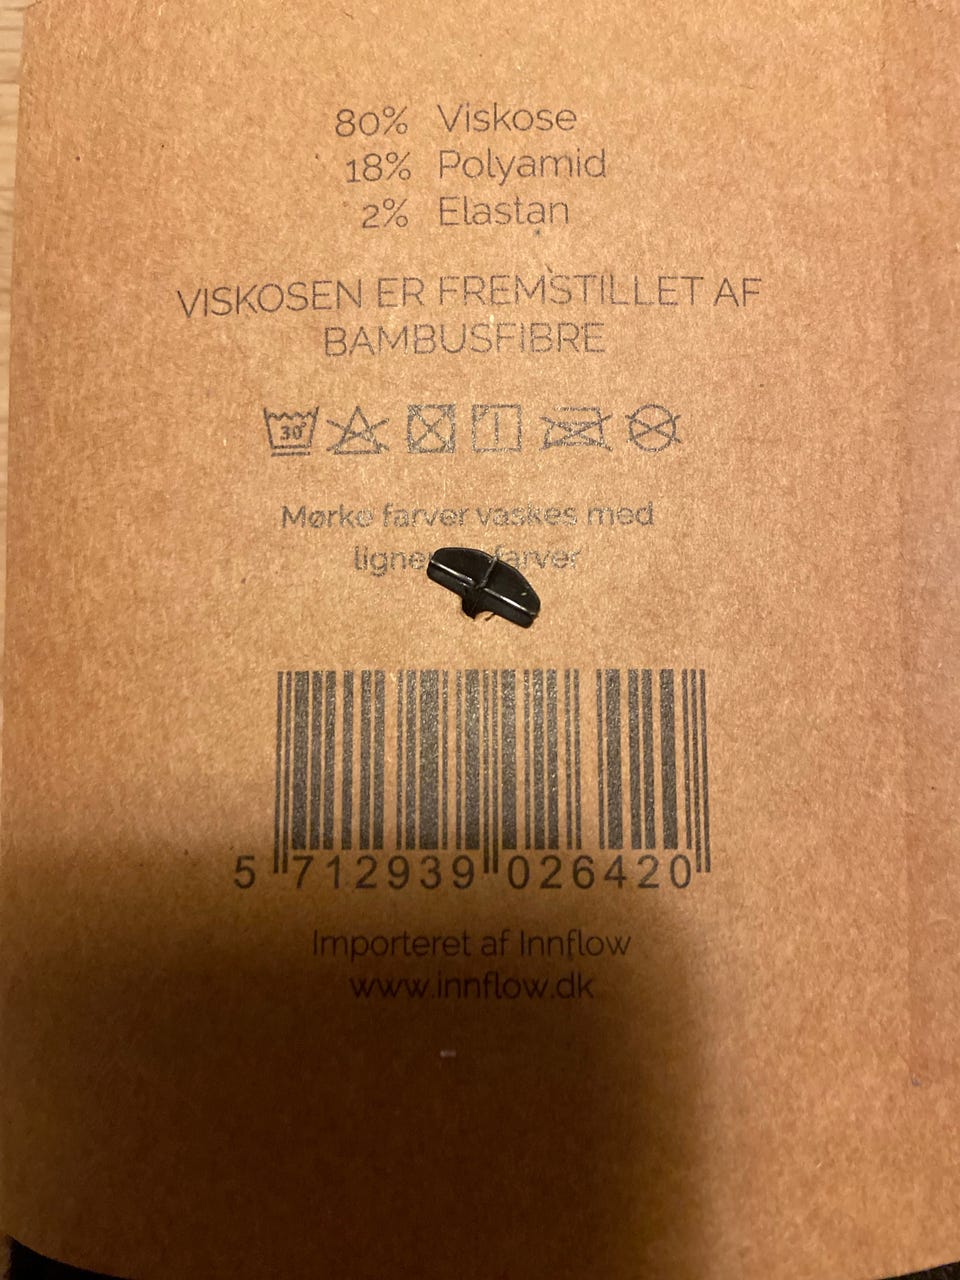 80% Viskose
18% Polyamid
2% Elastan
VISKOSEN ER FREMSTILLET AF
BAMBUSFIBRE
30°
Mørke farver vaskes med
farver
5 712939 026420
Importeret af Innflow
www.innflow.dk